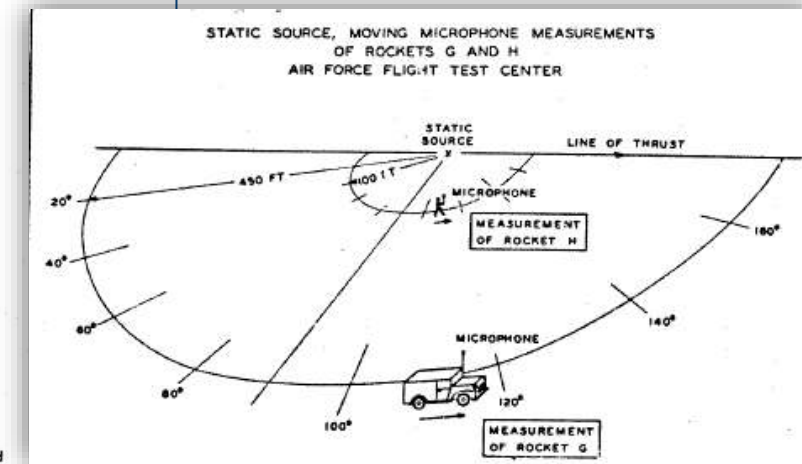 STATIC SOURCE, MOVING MICROPHONE MEASUREMENTS
OF ROCKETS G AND H
AIR FORCE FLIGHT TEST CENTER
STATIC
SOURCE
X
LINE OF THRUST
450 FT
100 FT
MICROPHONE
20°
MEASUREMENT
OF ROCKET H
160°
40°
60°
140°
MICROPHONE
80°
100°
120°
MEASUREMENT
OF ROCKET G